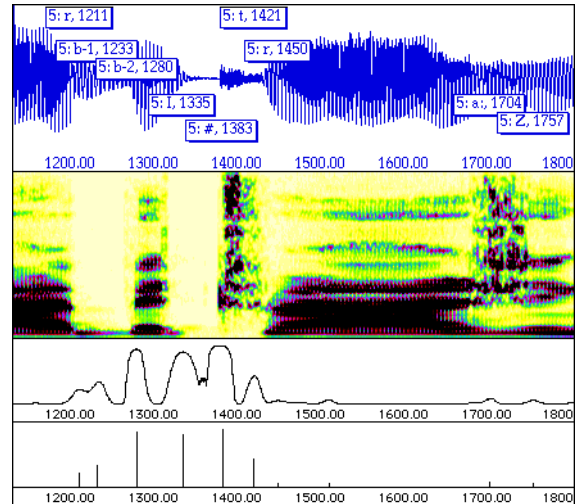 5: r, 1211
5: t, 1421
5: b-1, 1233
5: r, 1450
5: b-2, 1280
5: I, 1335
5: a:, 1704
5: #, 1383
5: Z, 1757
1200.00 1300.00 1400.00 1500.00 1600.00 1700.00 1800
1200.00 1300.00 1400.00 1500.00 1600.00 1700.00 1800
1200.00 1300.00 1400.00 1500.00 1600.00 1700.00 1800